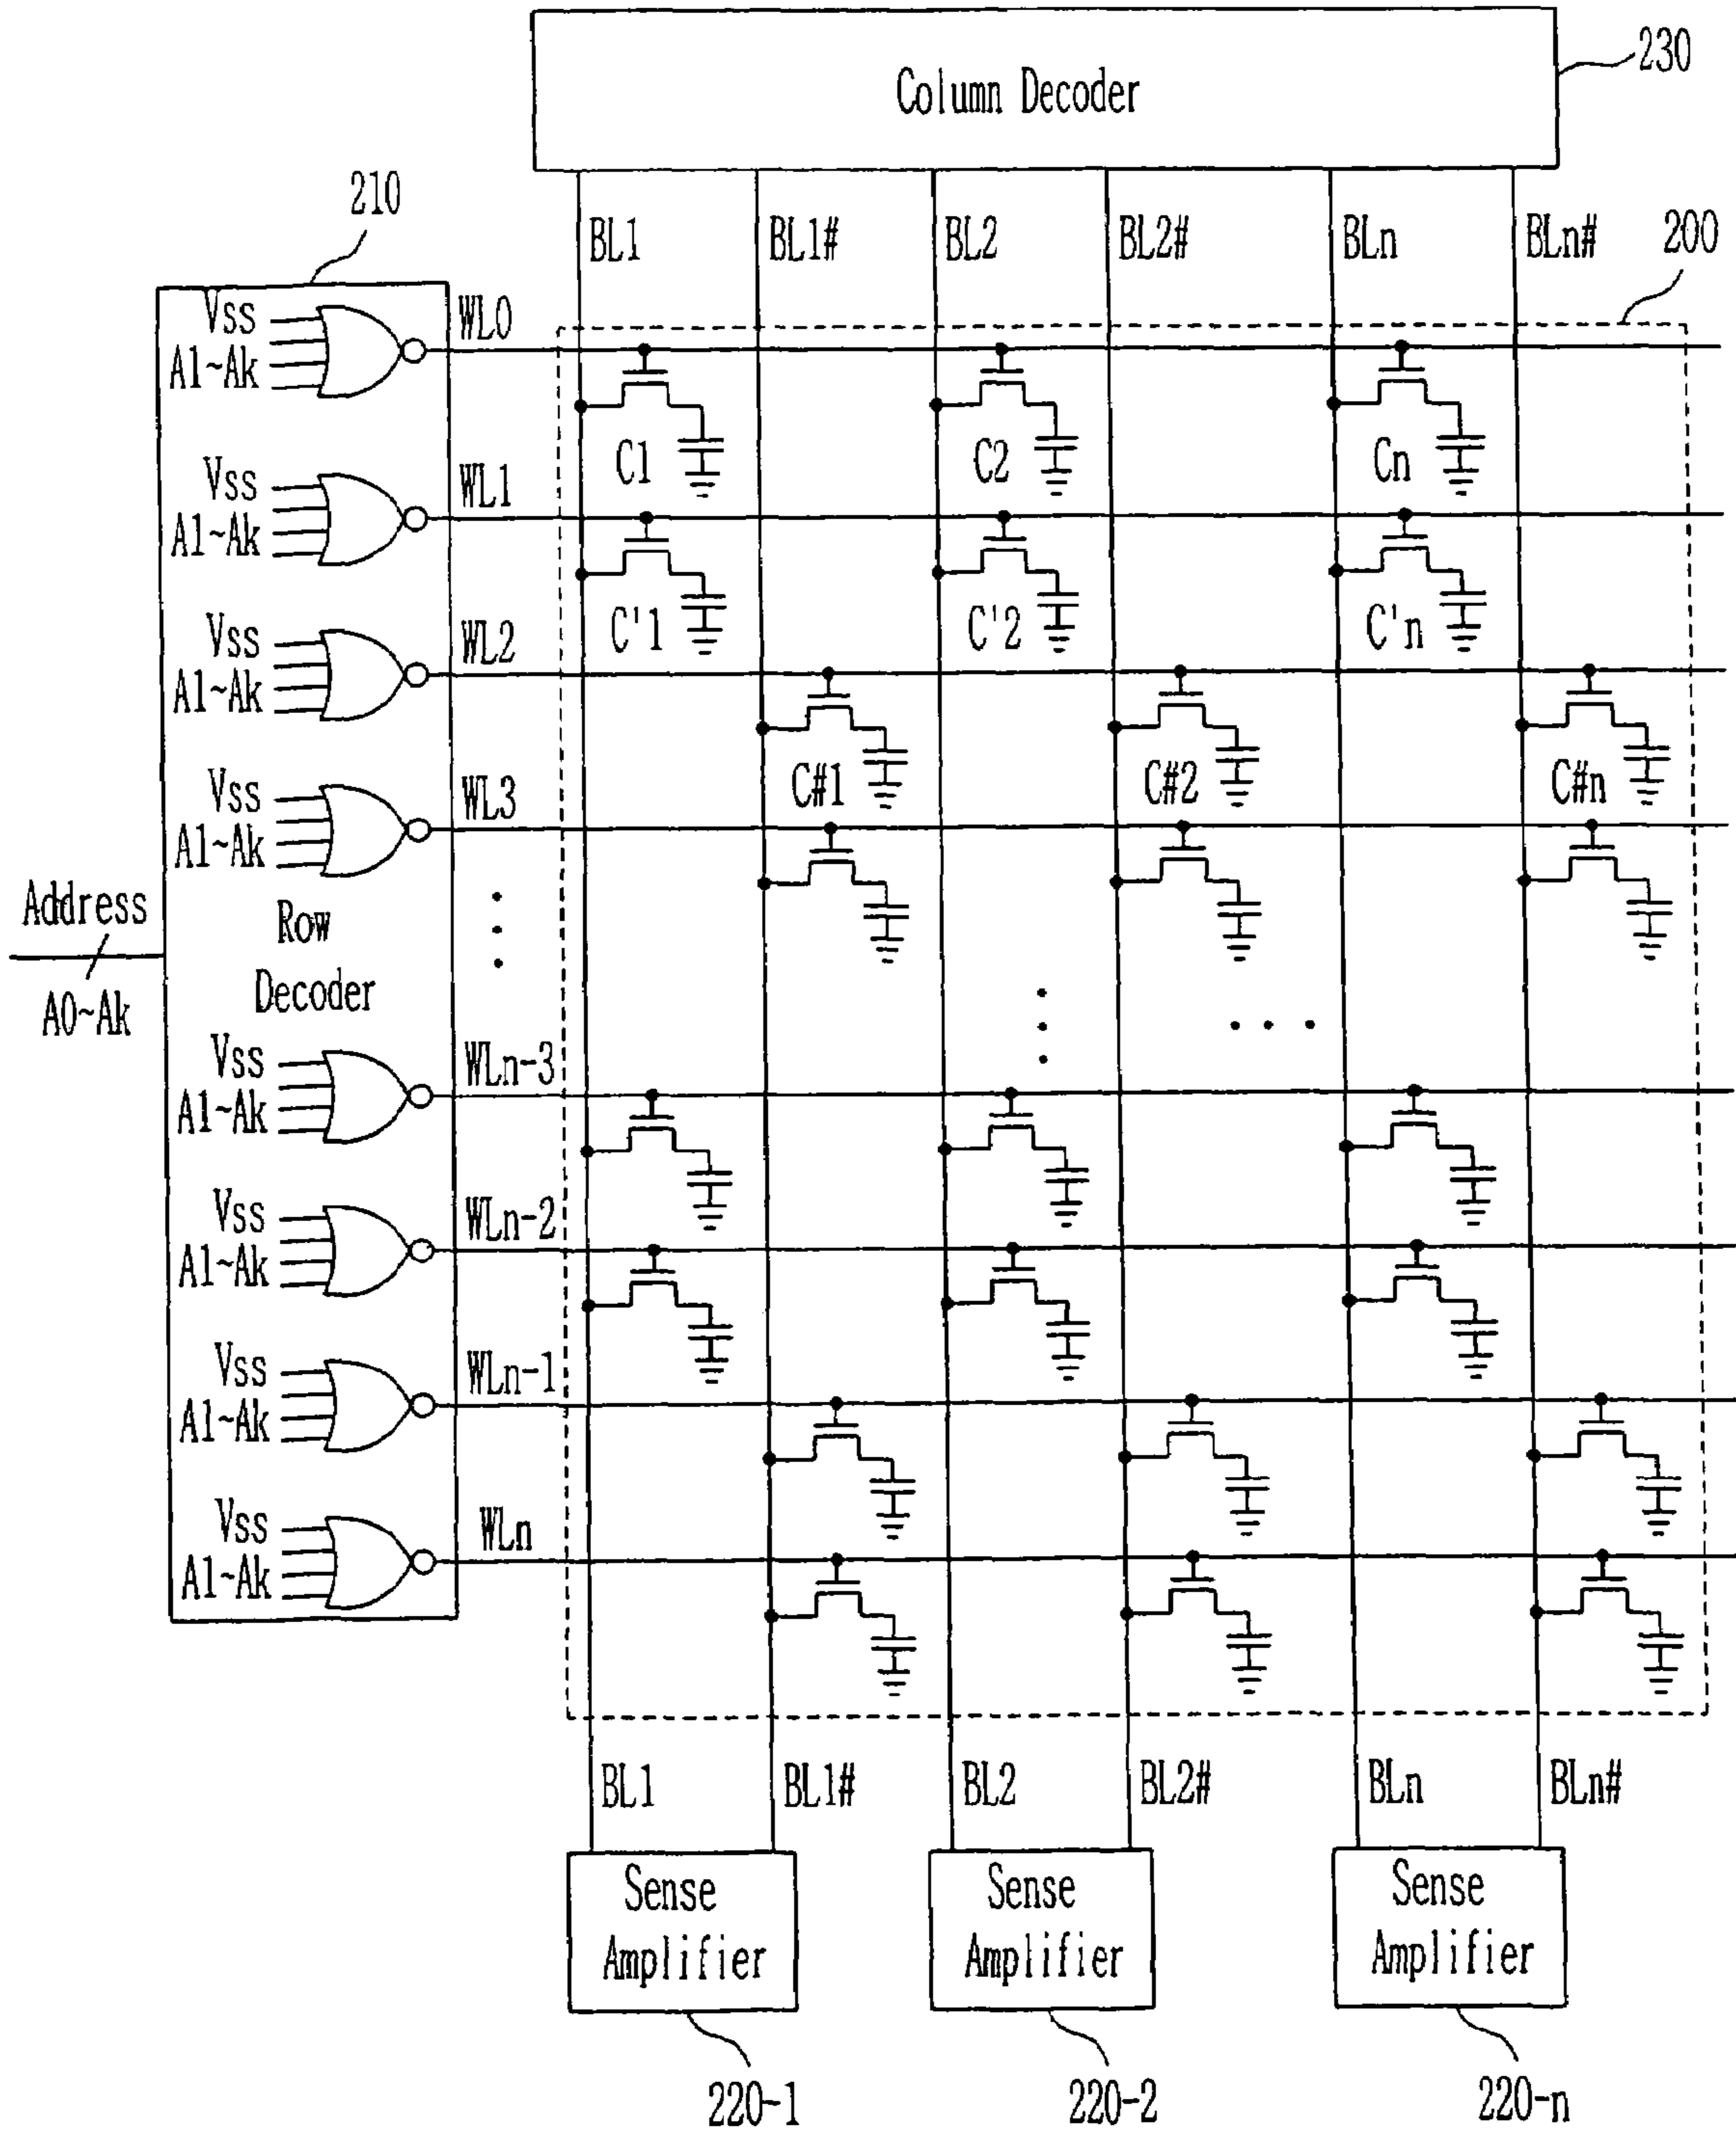 Column Decoder
230
210
BL1
BL1#
BL2
BL2#
BLn
BLn#
200
Vss
A1~Ak
WL0
C1
C2
Cn
Vss
A1~Ak
WL1
C'1
C'2
C'n
Vss
A1~Ak
WL2
C#1
C#2
C#n
Vss
A1~Ak
WL3
Address
A0~Ak
Row
Decoder
Vss
A1~Ak
WLn-3
Vss
A1~Ak
WLn-2
Vss
A1~Ak
WLn-1
Vss
A1~Ak
WLn
BL1
BL1#
BL2
BL2#
BLn
BLn#
Sense
Amplifier
Sense
Amplifier
Sense
Amplifier
220-1
220-2
220-n